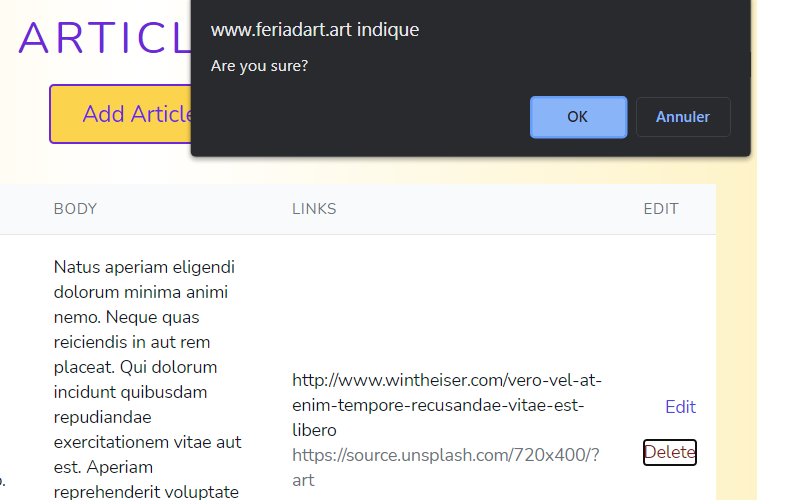 www.feriadart.art indique
Are you sure?
OK Annuler
ARTICL
Add Article
BODY LINKS EDIT
Natus aperiam eligendi
dolorum minima animi
nemo. Neque quas
reiciendis in aut rem
placeat. Qui dolorum
incidunt quibusdam
repudiandae
exercitationem vitae aut
est. Aperiam
reprehenderit voluptate
http://www.wintheiser.com/vero-vel-at-
enim-tempore-recusandae-vitae-est-
libero
https://source.unsplash.com/720x400/?
art
Edit
Delete